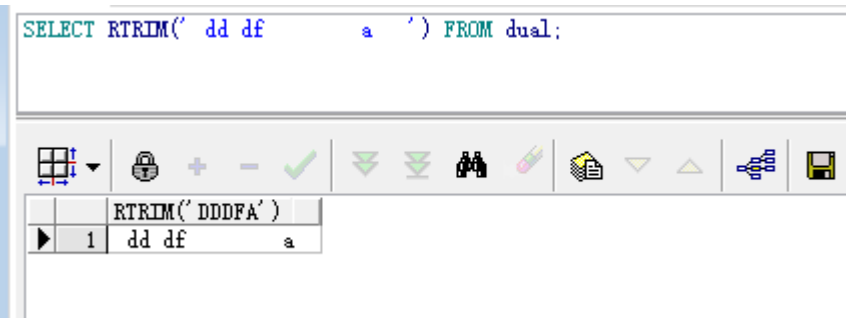 SELECT RTRIM(' dd df         a   ') FROM dual;
RTRIM('DDDFA')
1  dd df         a